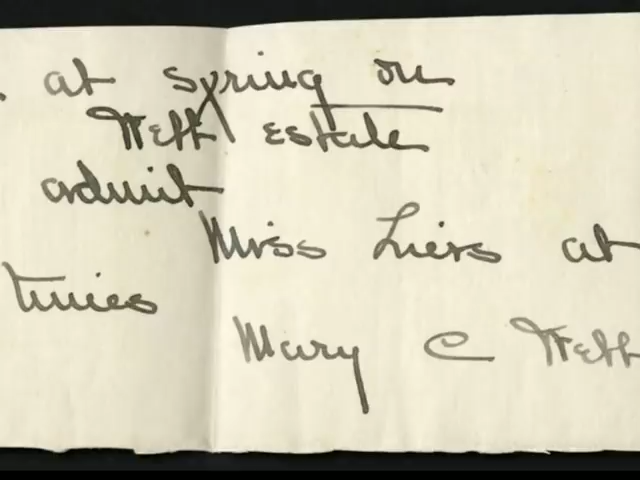 . at spring on
Neff estate
admit
Miss Liers at
times
Mary C Neff